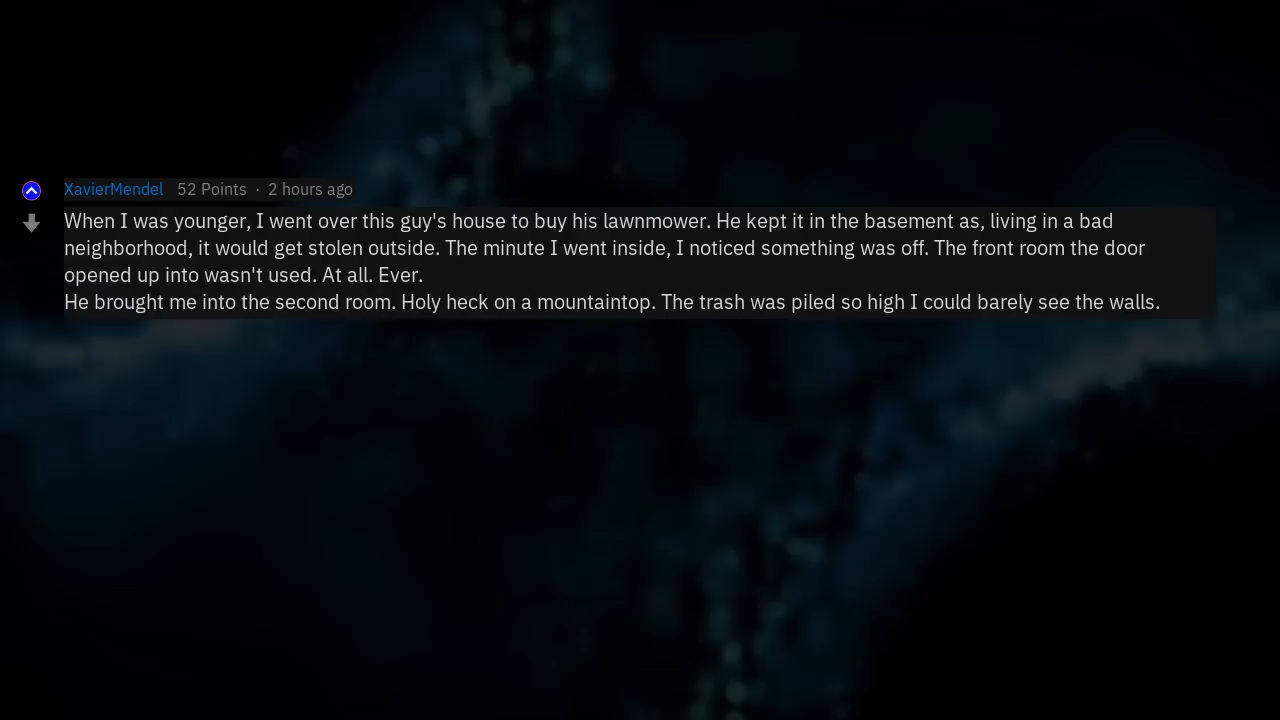 XavierMendel 52 Points · 2 hours ago
When I was younger, I went over this guy's house to buy his lawnmower. He kept it in the basement as, living in a bad
neighborhood, it would get stolen outside. The minute I went inside, I noticed something was off. The front room the door
opened up into wasn't used. At all. Ever.
He brought me into the second room. Holy heck on a mountaintop. The trash was piled so high I could barely see the walls.